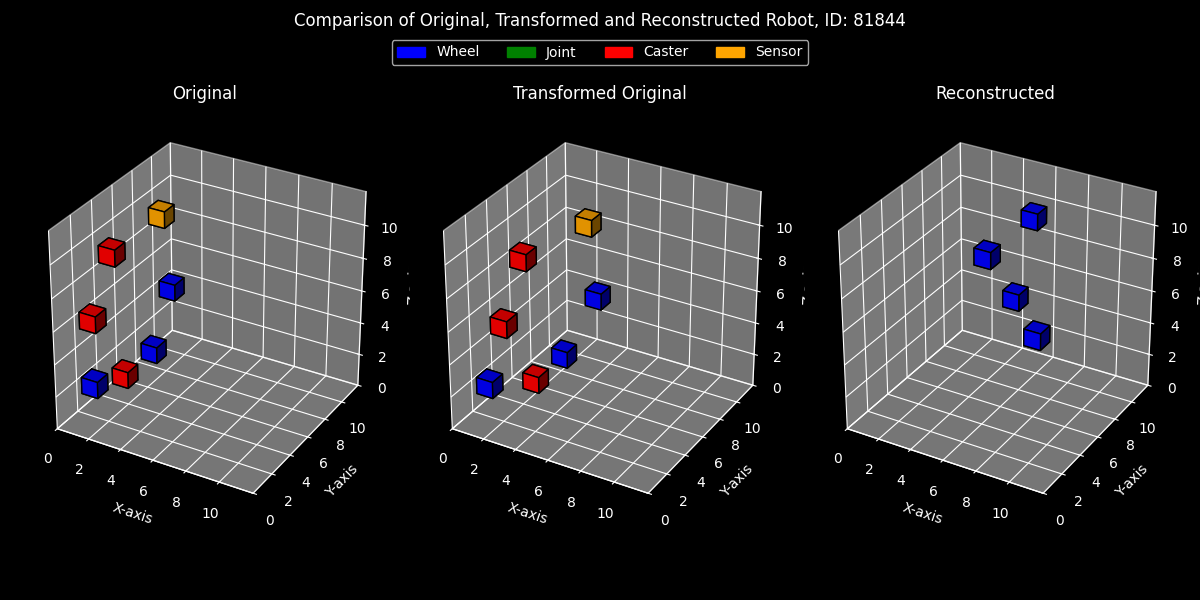 Comparison of Original, Transformed and Reconstructed Robot, ID: 81844
Wheel Joint Caster Sensor
Original Transformed Original Reconstructed
10 10 10
8 8 8
6 6 6
4 4 4
2 2 2
0 0 0
10 10 10
8 8 8
6 6 6
4 4 4
2 2 2
0 0 0
0 2 4 6 8 10 0 2 4 6 8 10 0 2 4 6 8 10
Y-axis Y-axis Y-axis
X-axis X-axis X-axis